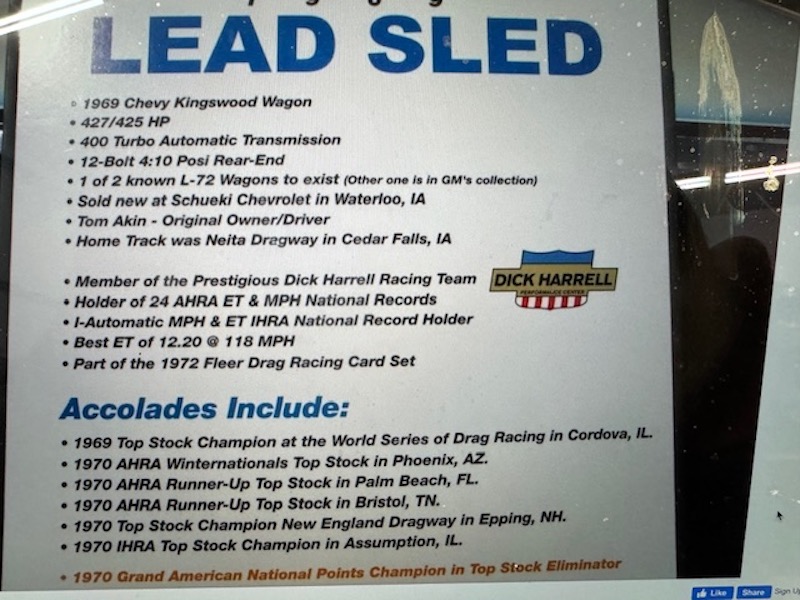 LEAD SLED
• 1969 Chevy Kingswood Wagon
• 427/425 HP
• 400 Turbo Automatic Transmission
• 12-Bolt 4:10 Posi Rear-End
• 1 of 2 known L-72 Wagons to exist (Other one is in GM's collection)
• Sold new at Schueki Chevrolet in Waterloo, IA
• Tom Akin - Original Owner/Driver
• Home Track was Neita Dragway in Cedar Falls, IA
• Member of the Prestigious Dick Harrell Racing Team
DICK HARRELL
PERFORMANCE CENTER
• Holder of 24 AHRA ET & MPH National Records
• I-Automatic MPH & ET IHRA National Record Holder
• Best ET of 12.20 @ 118 MPH
• Part of the 1972 Fleer Drag Racing Card Set
Accolades Include:
• 1969 Top Stock Champion at the World Series of Drag Racing in Cordova, IL.
• 1970 AHRA Winternationals Top Stock in Phoenix, AZ.
• 1970 AHRA Runner-Up Top Stock in Palm Beach, FL.
• 1970 AHRA Runner-Up Top Stock in Bristol, TN.
• 1970 Top Stock Champion New England Dragway in Epping, NH.
• 1970 IHRA Top Stock Champion in Assumption, IL.
• 1970 Grand American National Points Champion in Top Stock Eliminator
Like Share Sign